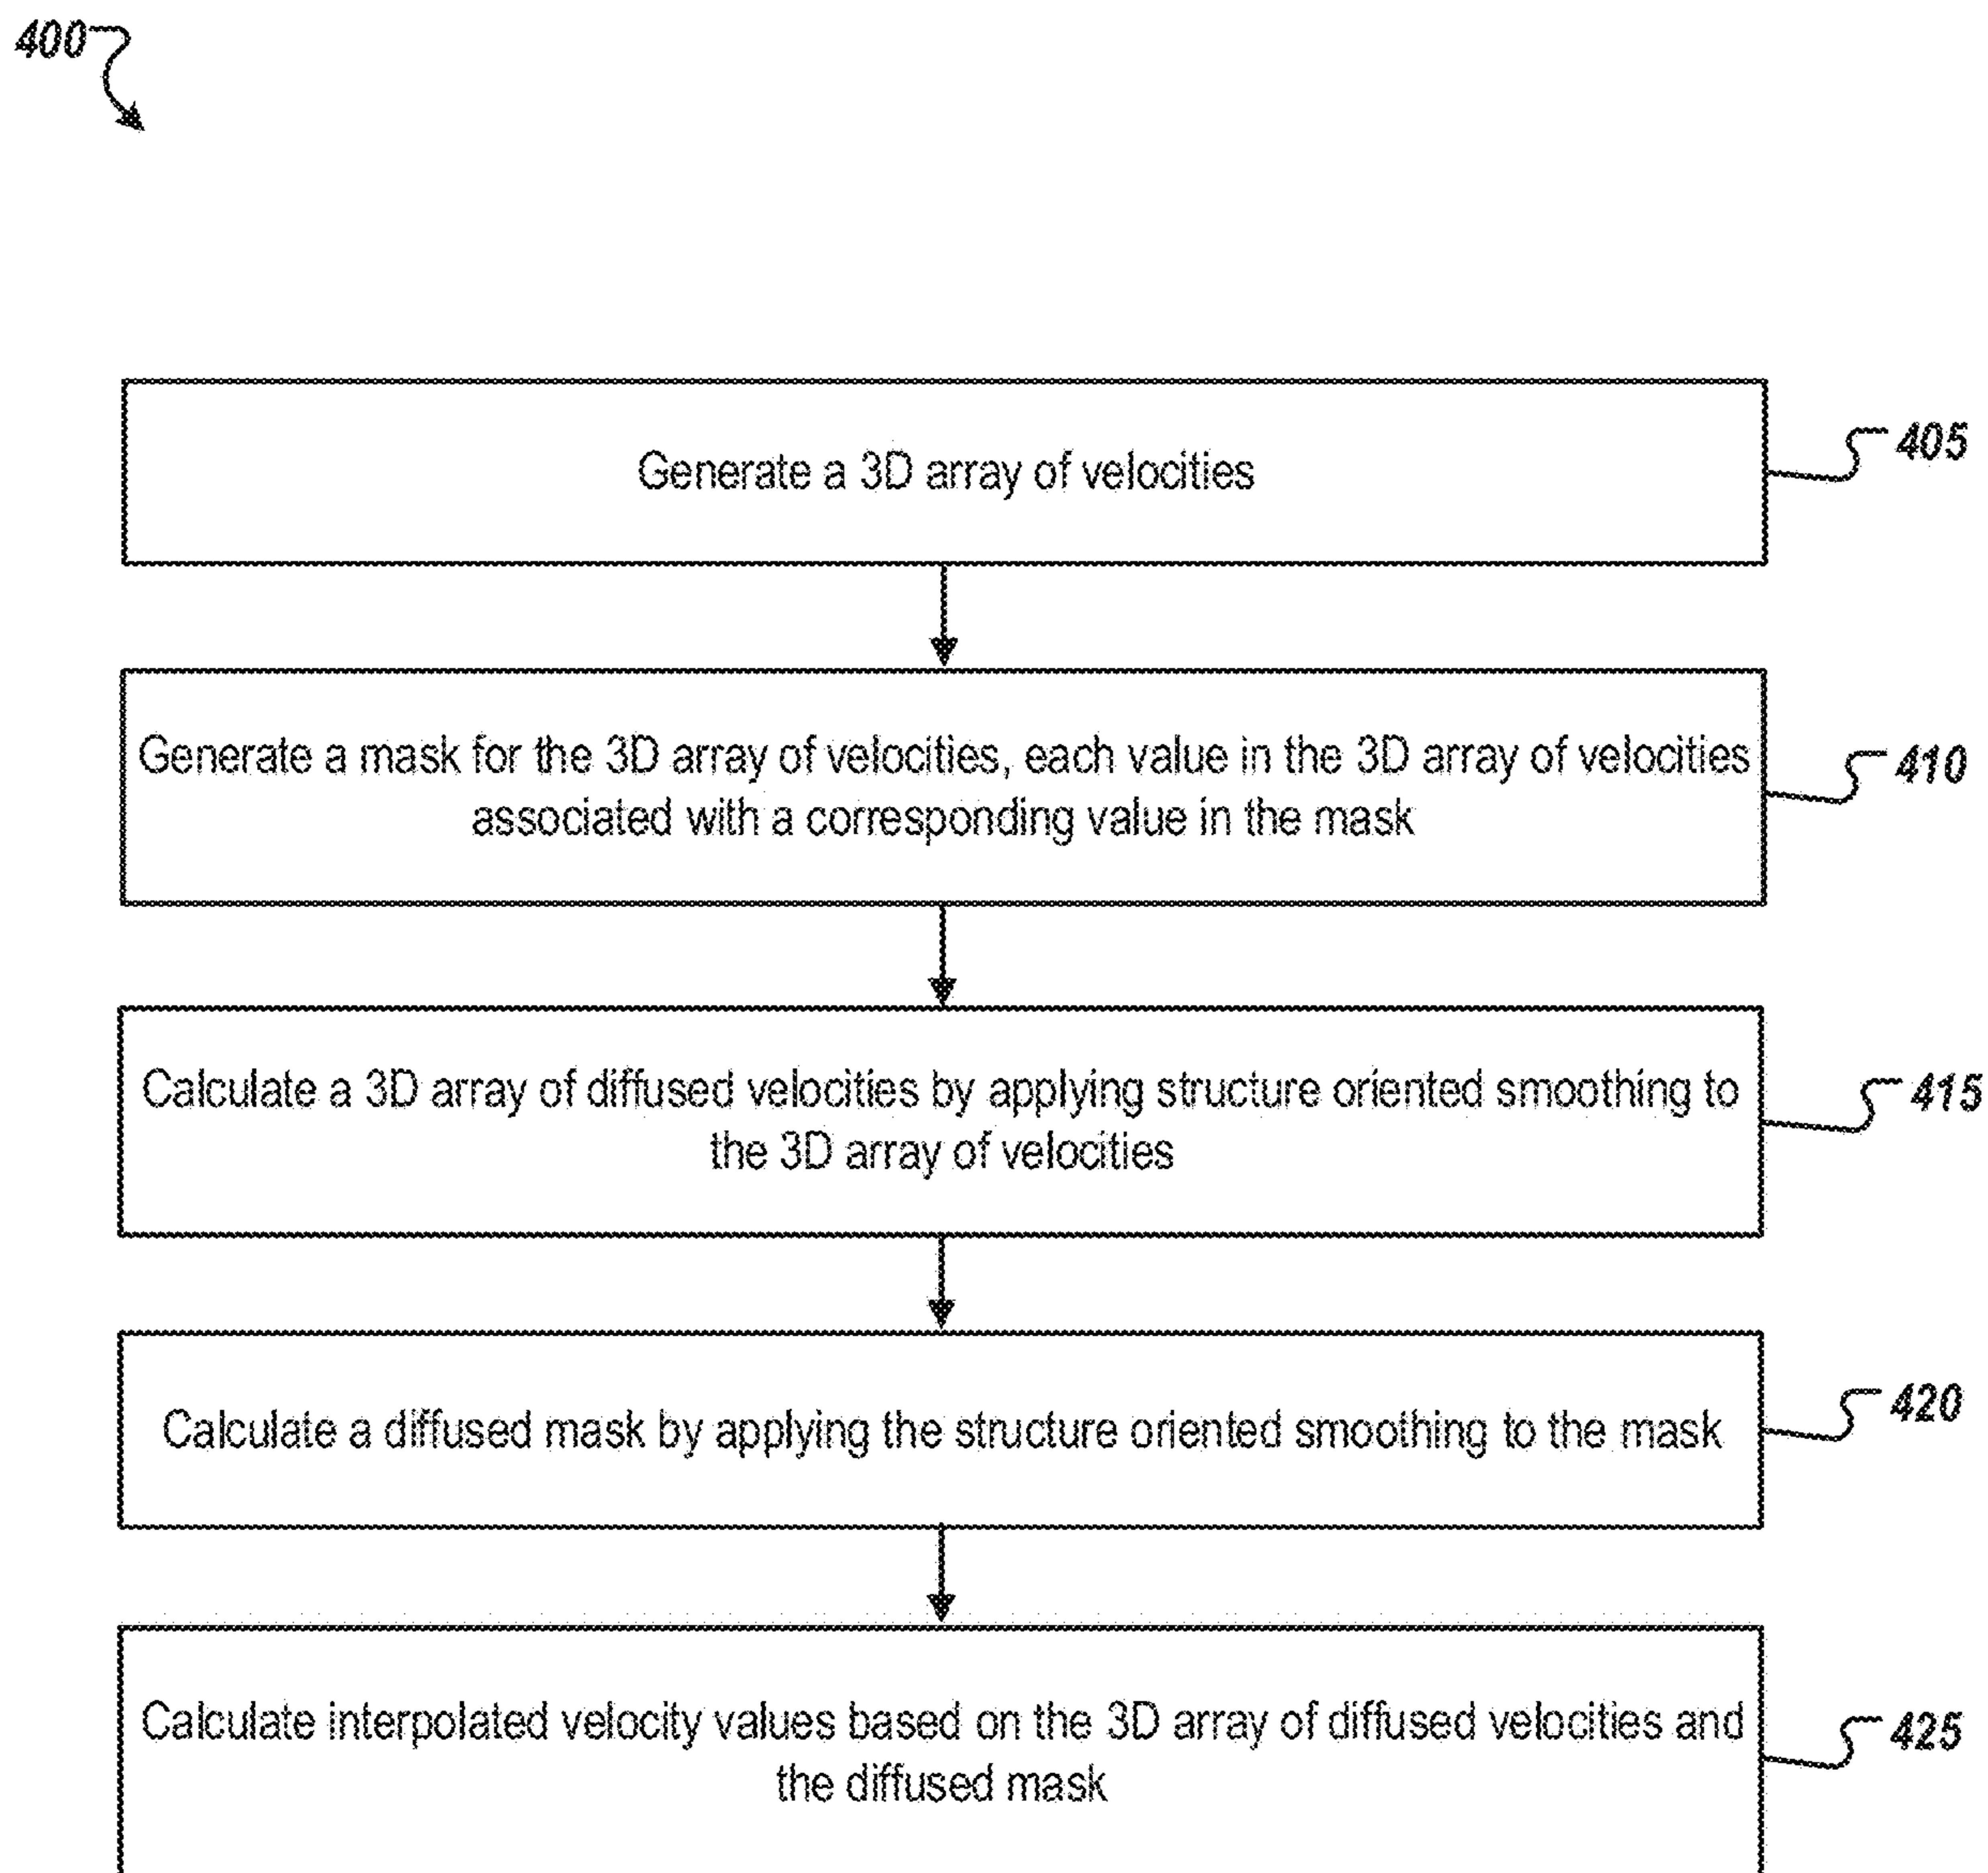 400
Generate a 3D array of velocities
405
Generate a mask for the 3D array of velocities, each value in the 3D array of velocities
associated with a corresponding value in the mask
410
Calculate a 3D array of diffused velocities by applying structure oriented smoothing to
the 3D array of velocities
415
Calculate a diffused mask by applying the structure oriented smoothing to the mask
420
Calculate interpolated velocity values based on the 3D array of diffused velocities and
the diffused mask
425